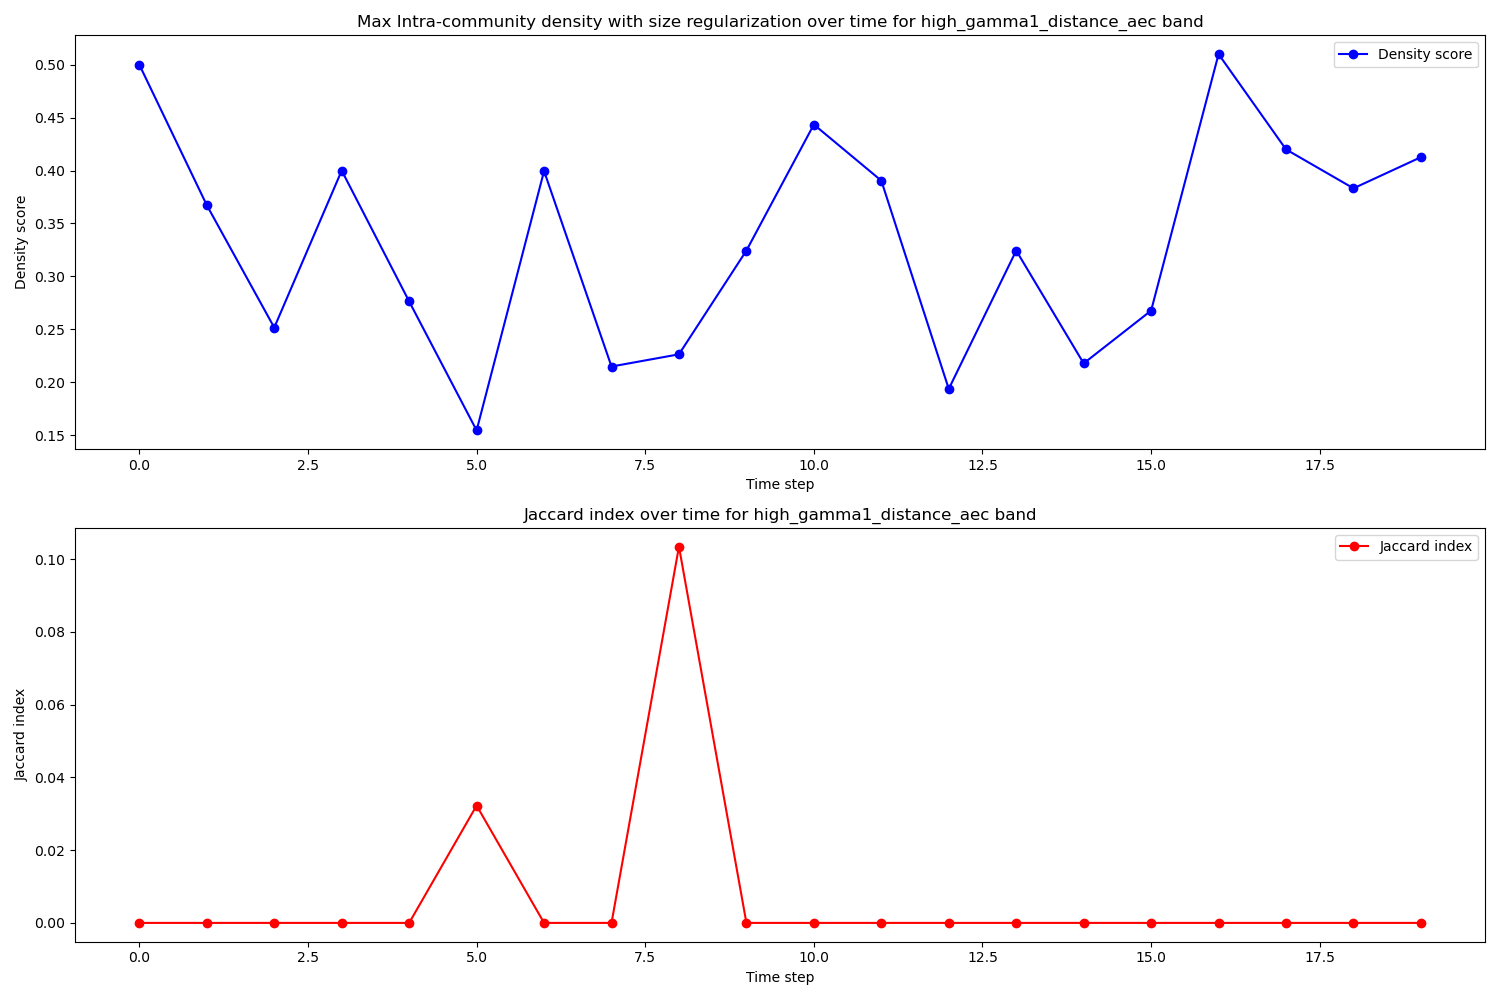 Max Intra-community density with size regularization over time for high_gamma1_distance_aec band
Density score
0.50
0.45
0.40
0.35
0.30
0.25
0.20
0.15
Density score
0.0 2.5 5.0 7.5 10.0 12.5 15.0 17.5
Time step
Jaccard index over time for high_gamma1_distance_aec band
Jaccard index
0.10
0.08
0.06
0.04
0.02
0.00
Jaccard index
0.0 2.5 5.0 7.5 10.0 12.5 15.0 17.5
Time step